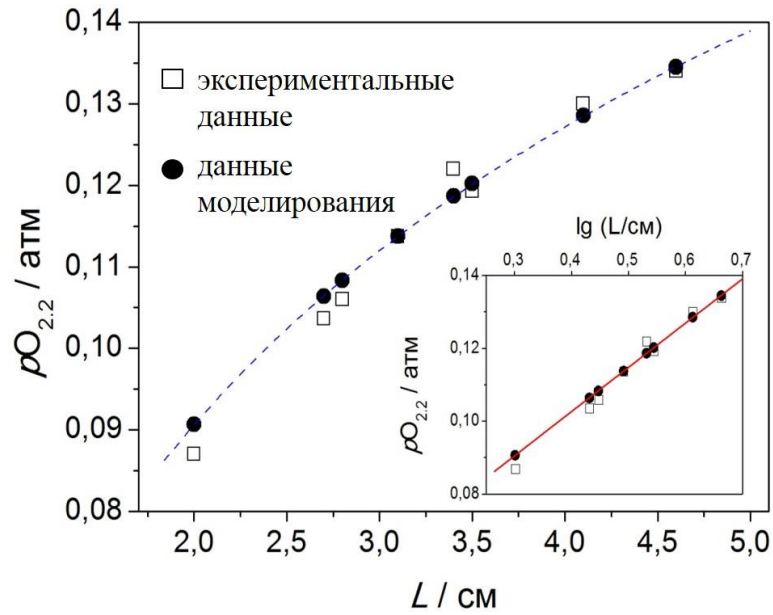 0,14
0,13
0,12
0,11
0,10
0,09
0,08
pO2.2 / атм
экспериментальные
данные
данные
моделирования
lg (L/см)
0,3 0,4 0,5 0,6 0,7
0,14
0,12
0,10
0,08
pO2.2 / атм
2,0 2,5 3,0 3,5 4,0 4,5 5,0
L / см